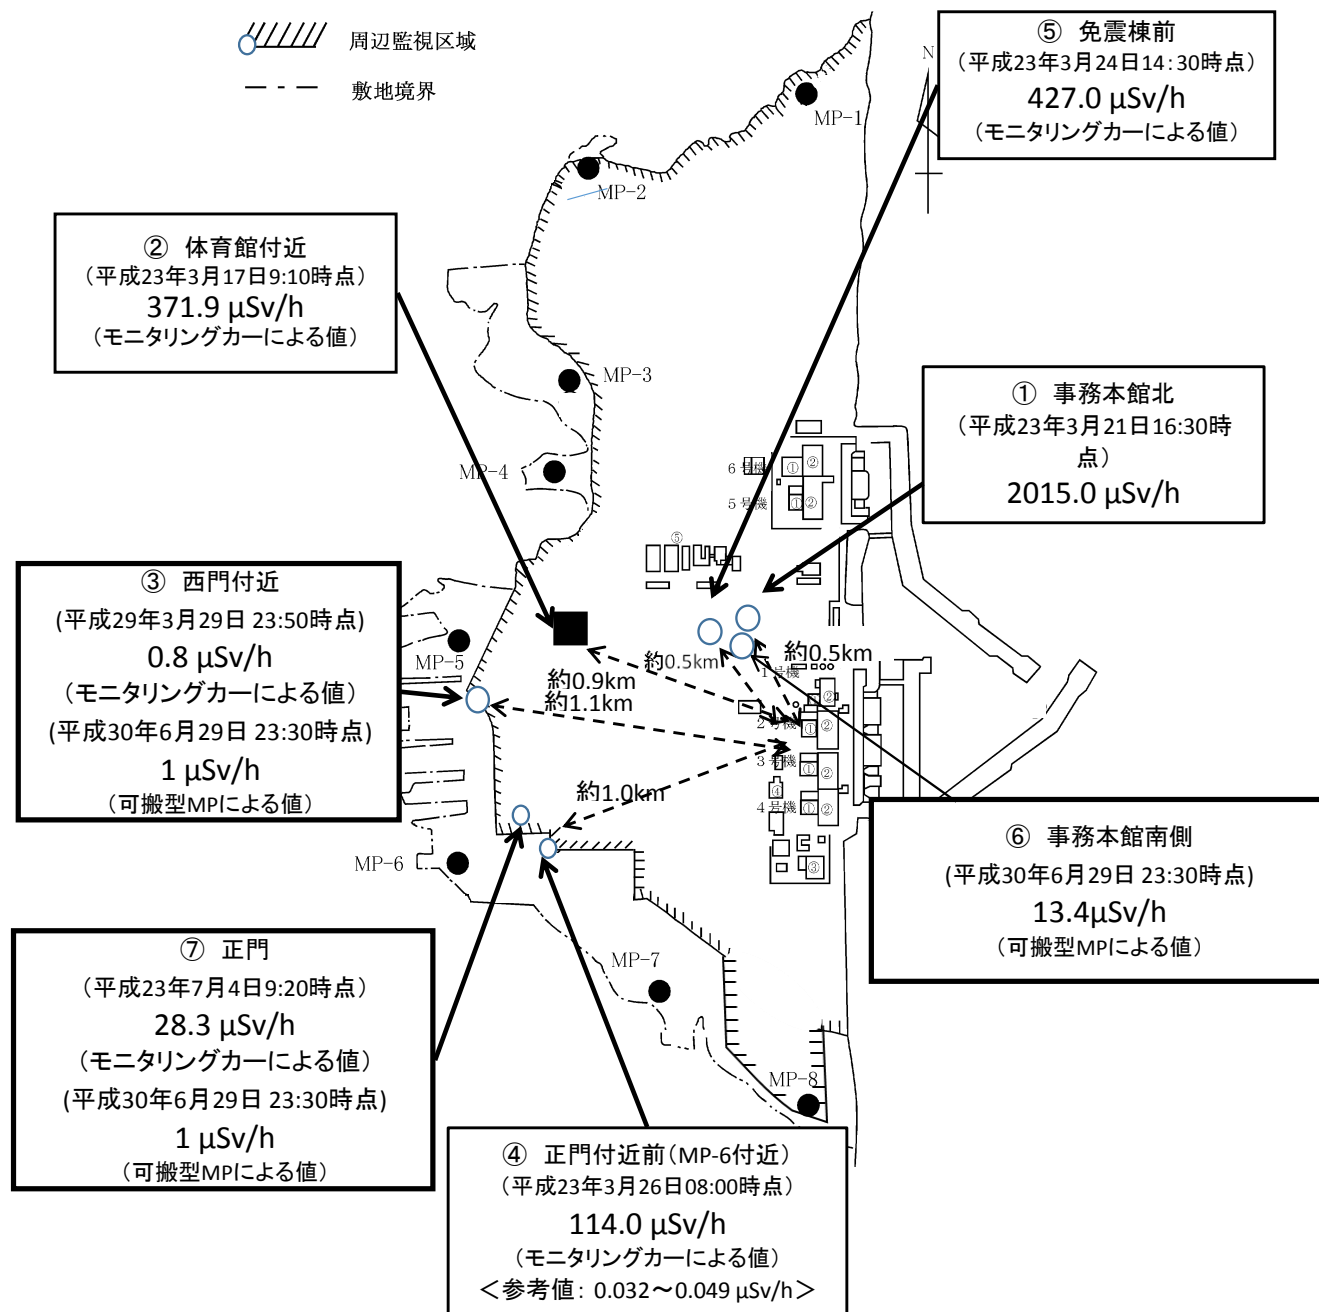 周辺監視区域
敷地境界
⑤ 免震棟前
（平成23年3月24日14:30時点）
427.0 μSv/h
（モニタリングカーによる値）
N
MP-1
MP-2
② 体育館付近
（平成23年3月17日9:10時点）
371.9 μSv/h
（モニタリングカーによる値）
MP-3
① 事務本館北
（平成23年3月21日16:30時
点）
2015.0 μSv/h
MP-4
6号機
①
②
5号機
①
②
⑤
③ 西門付近
(平成29年3月29日 23:50時点)
0.8 μSv/h
（モニタリングカーによる値）
(平成30年6月29日 23:30時点)
1 μSv/h
（可搬型MPによる値）
MP-5
約0.5km
約0.5km
約0.9km
約1.1km
1号機
②
2号機
①
②
3号機
①
②
約1.0km
④
4号機
①
②
③
MP-6
⑥ 事務本館南側
(平成30年6月29日 23:30時点)
13.4μSv/h
（可搬型MPによる値）
⑦ 正門
（平成23年7月4日9:20時点）
28.3 μSv/h
（モニタリングカーによる値）
(平成30年6月29日 23:30時点)
1 μSv/h
（可搬型MPによる値）
MP-7
MP-8
④ 正門付近前（MP-6付近）
（平成23年3月26日08:00時点）
114.0 μSv/h
（モニタリングカーによる値）
＜参考値：0.032～0.049 μSv/h＞